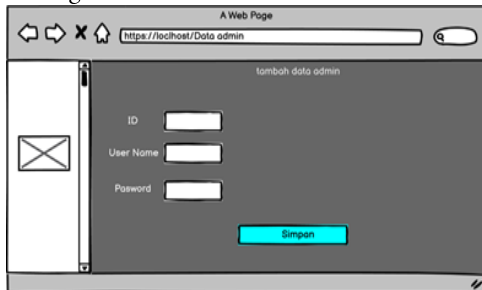 A Web Page
https://loclhost/Data admin
tambah data admin
ID
User Name
Pasword
Simpan